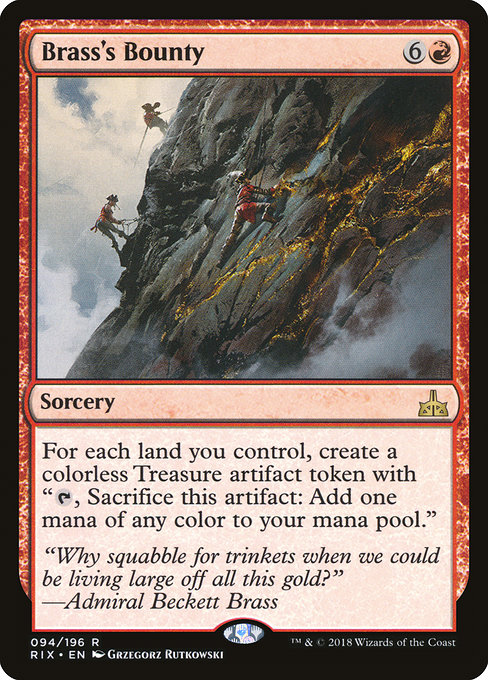 Brass's Bounty 6
Sorcery
For each land you control, create a
colorless Treasure artifact token with
“, Sacrifice this artifact: Add one
mana of any color to your mana pool.”
“Why squabble for trinkets when we could
be living large off all this gold?”
—Admiral Beckett Brass
094/196 R
RIX • EN Grzegorz Rutkowski
™ & © 2018 Wizards of the Coast